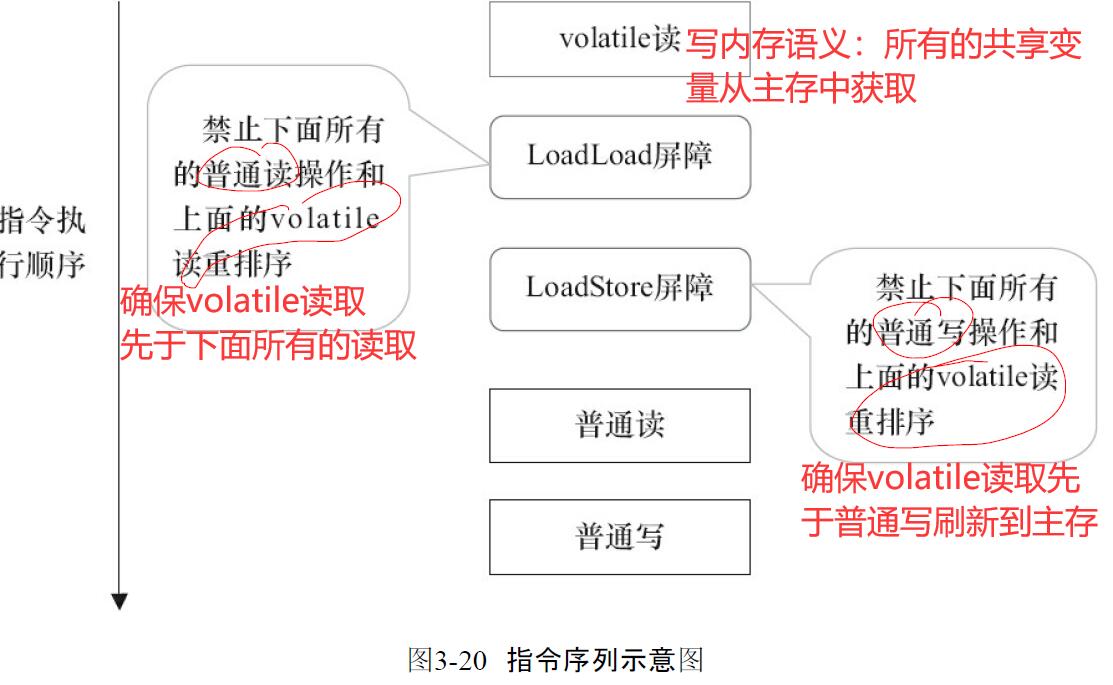 volatile读
写内存语义：所有的共享变
量从主存中获取
禁止下面所有
的普通读操作和
上面的volatile
读重排序
LoadLoad屏障
指令执
行顺序
确保volatile读取
先于下面所有的读取
LoadStore屏障
禁止下面所有
的普通写操作和
上面的volatile读
重排序
普通读
确保volatile读取先
于普通写刷新到主存
普通写
图3-20 指令序列示意图